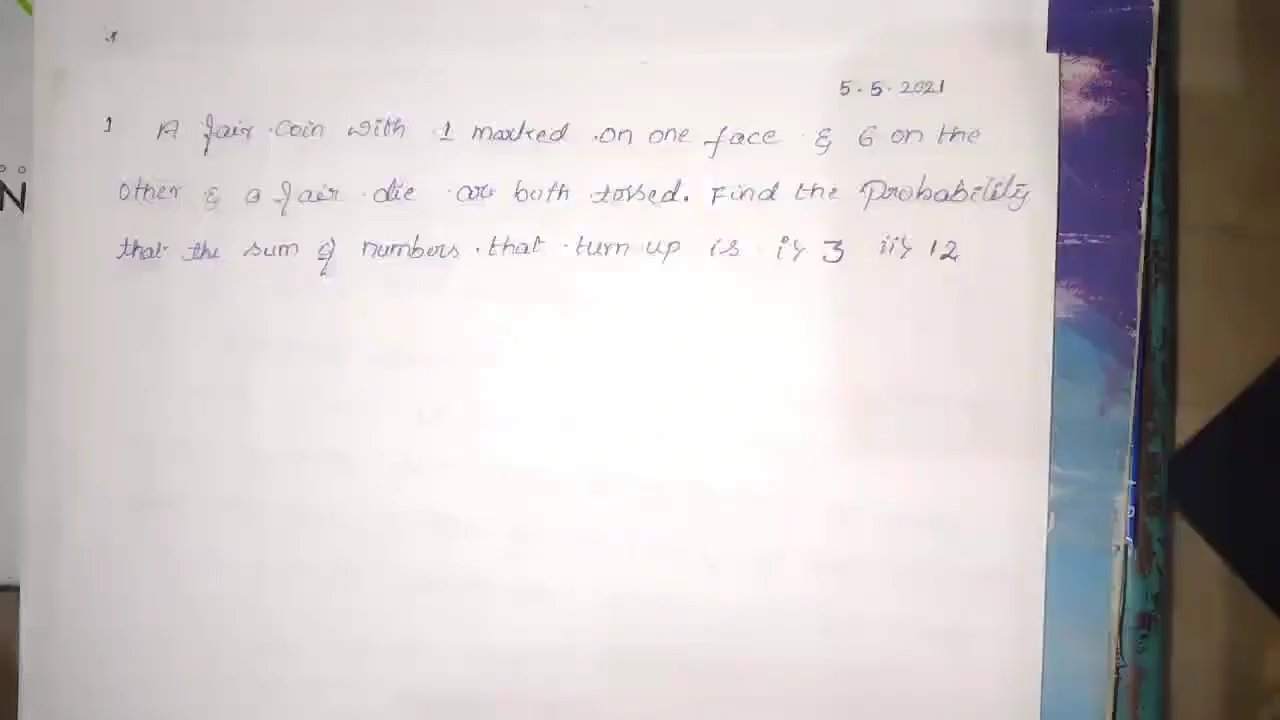 5.5.2021
1 A fair coin with 1 marked on one face & 6 on the
other & a fair die are both tossed. Find the Probability
that the sum of numbers that turn up is i) 3 ii) 12
N